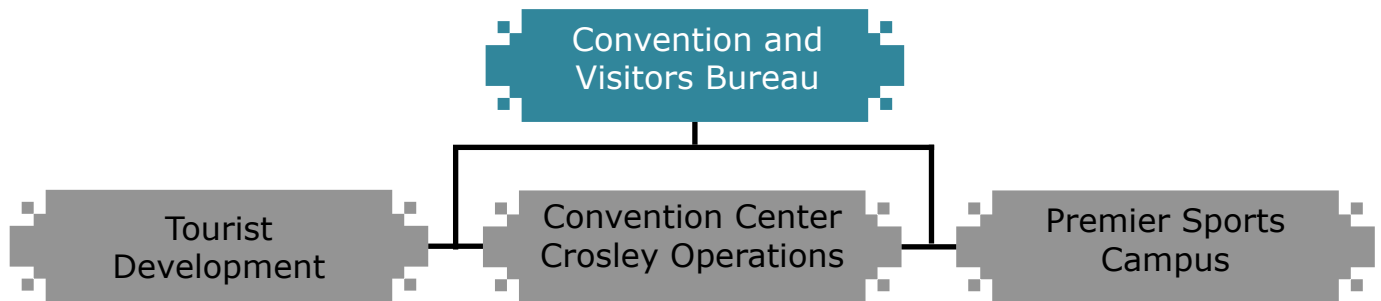 Convention and
Visitors Bureau
Tourist
Development
Convention Center
Crosley Operations
Premier Sports
Campus